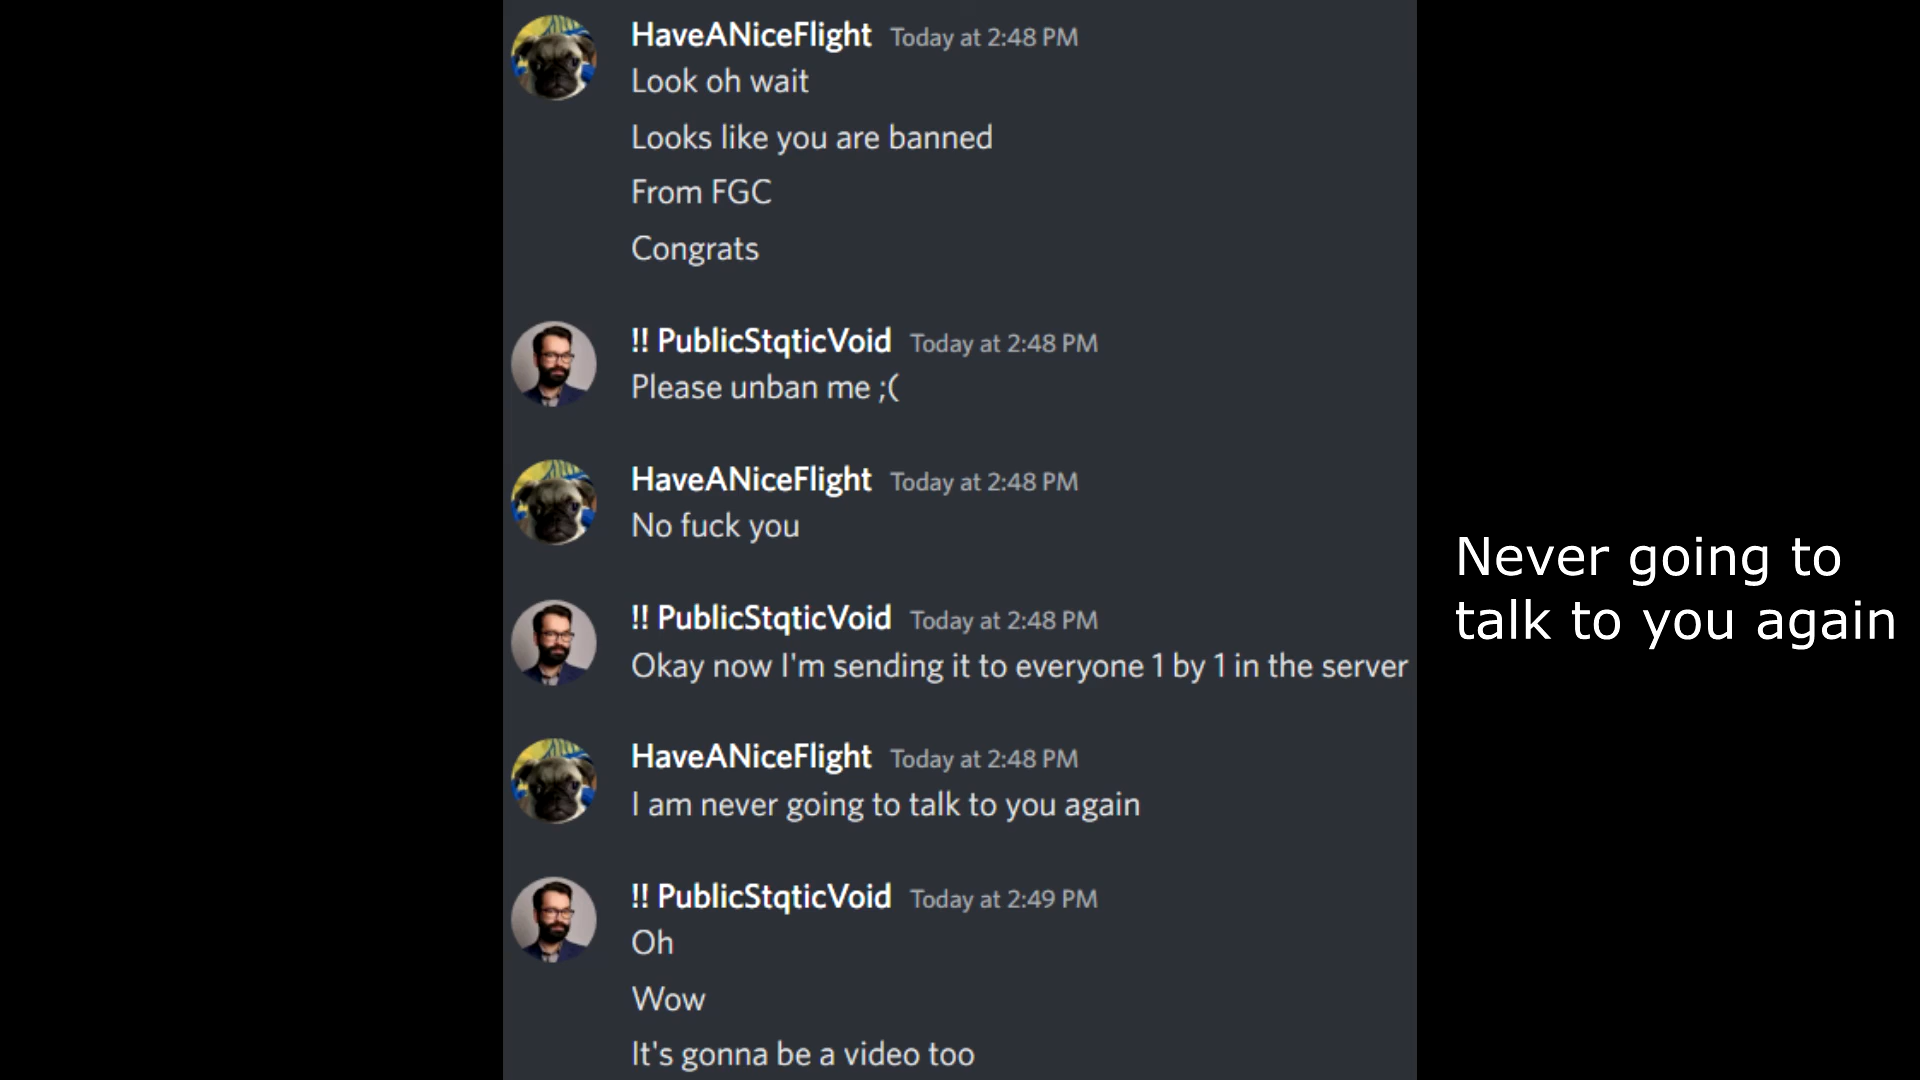 HaveANiceFlight Today at 2:48 PM
Look oh wait
Looks like you are banned
From FGC
Congrats
!! PublicStqticVoid Today at 2:48 PM
Please unban me ;(
HaveANiceFlight Today at 2:48 PM
No fuck you
!! PublicStqticVoid Today at 2:48 PM
Okay now I'm sending it to everyone 1 by 1 in the server
HaveANiceFlight Today at 2:48 PM
I am never going to talk to you again
!! PublicStqticVoid Today at 2:49 PM
Oh
Wow
It's gonna be a video too
Never going to
talk to you again